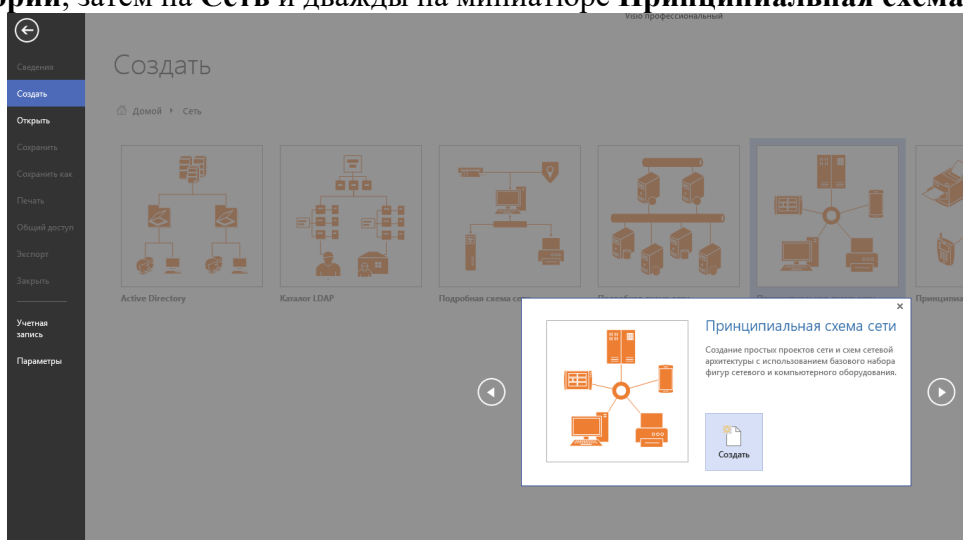 затем на Сеть и дважды на миниатюре Принципиальная схема
Visio профессиональный
Сведения
Создать
Открыть
Сохранить
Сохранить как
Печать
Общий доступ
Экспорт
Закрыть
Учетная
запись
Параметры
Создать
Домой Сеть
Active Directory
Каталог LDAP
Подробная схема се
Принципиа
Принципиальная схема сети
Создание простых проектов сети и схем сетевой
архитектуры с использованием базового набора
фигур сетевого и компьютерного оборудования.
Создать